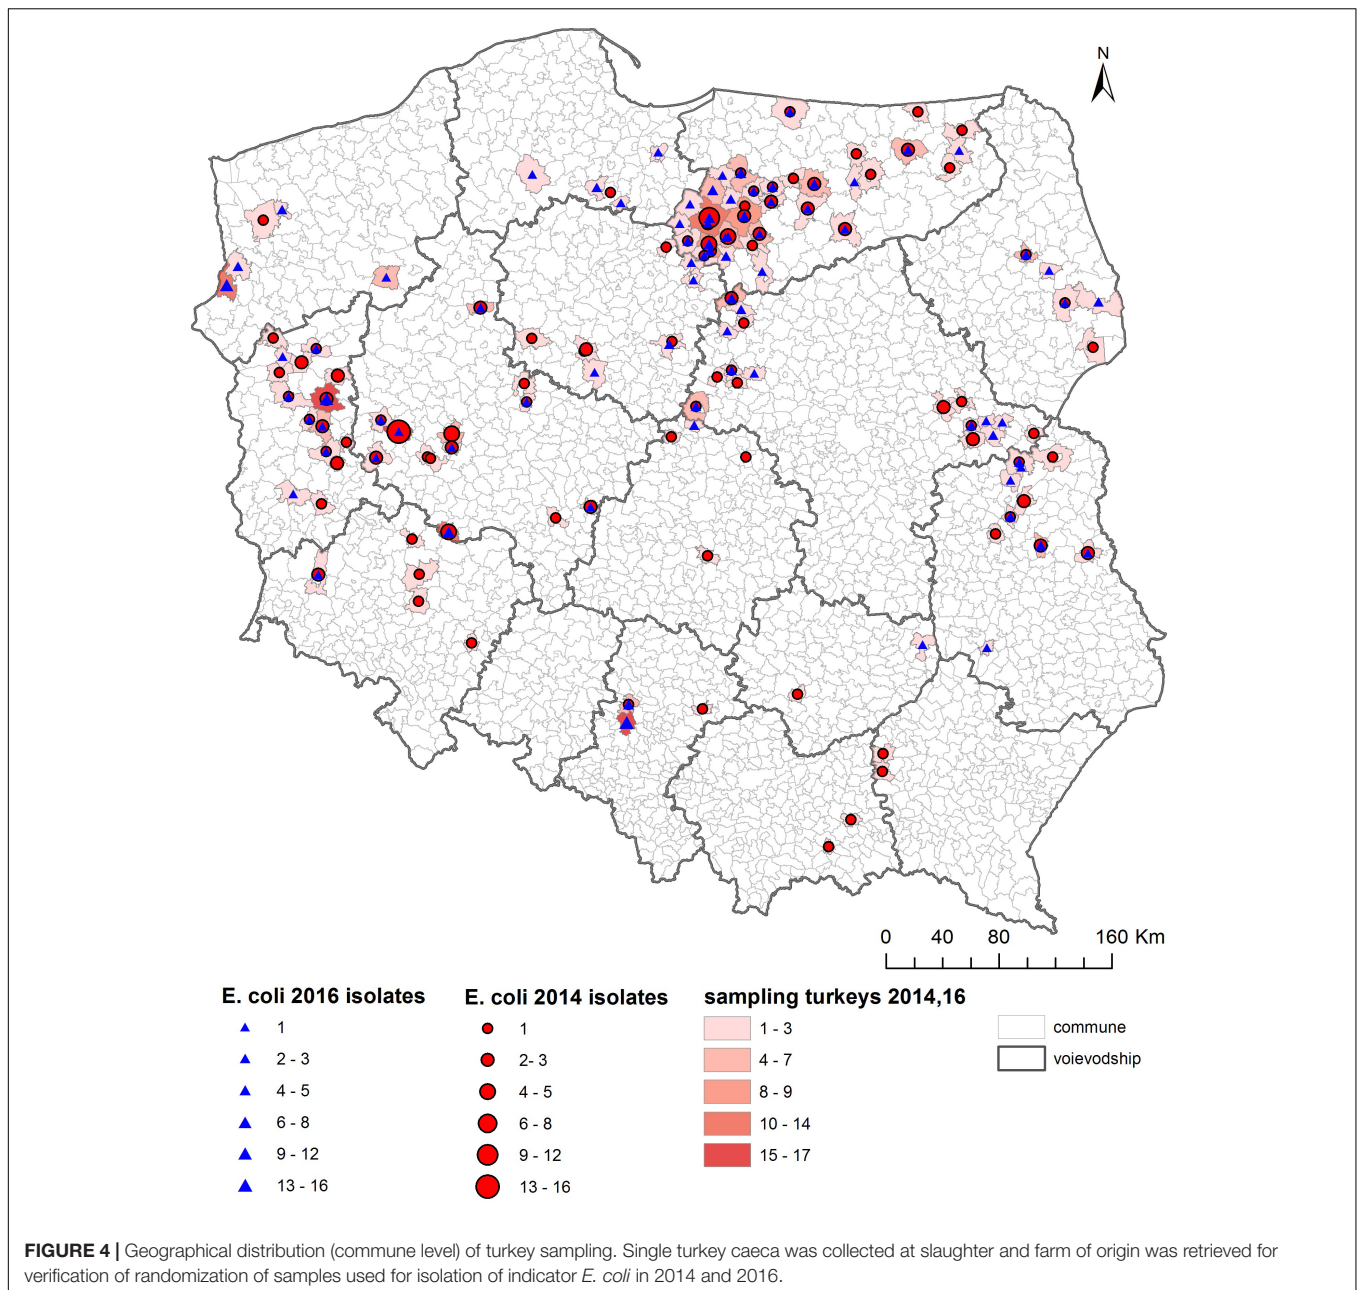 N
0 40 80 160 Km
E. coli 2016 isolates
1
2 - 3
4 - 5
6 - 8
9 - 12
13 - 16
E. coli 2014 isolates
1
2- 3
4 - 5
6 - 8
9 - 12
13 - 16
sampling turkeys 2014,16
1 - 3
4 - 7
8 - 9
10 - 14
15 - 17
commune
voievodship
FIGURE 4 | Geographical distribution (commune level) of turkey sampling. Single turkey caeca was collected at slaughter and farm of origin was retrieved for
verification of randomization of samples used for isolation of indicator E. coli in 2014 and 2016.